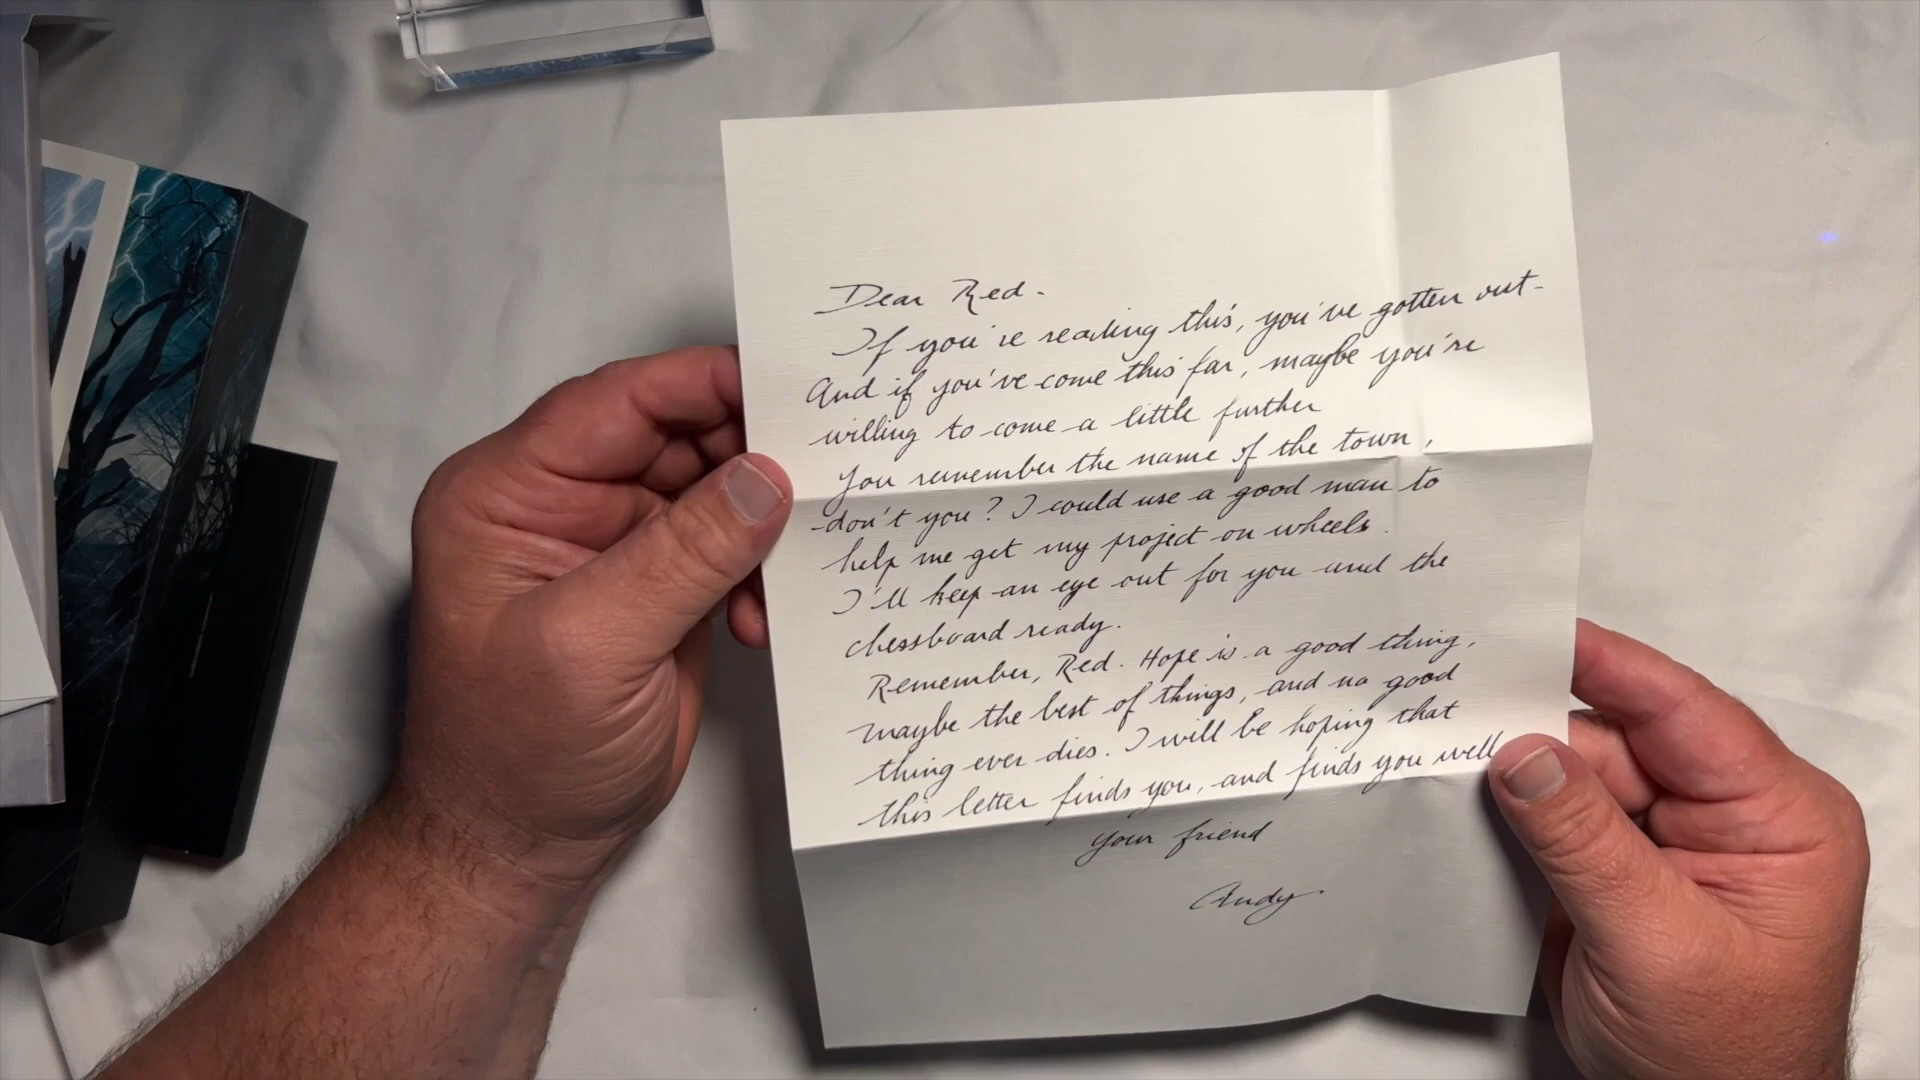 Dear Red.
If you're reading this, you've gotten out.
And if you've come this far, maybe you're
willing to come a little further
You remember the name of the town,
don't you? I could use a good man to
help me get my project on wheels.
I'll keep an eye out for you and the
chessboard ready.
Remember, Red. Hope is a good thing,
maybe the best of things, and no good
thing ever dies. I will be hoping that
this letter finds you, and finds you well
Your friend
Andy